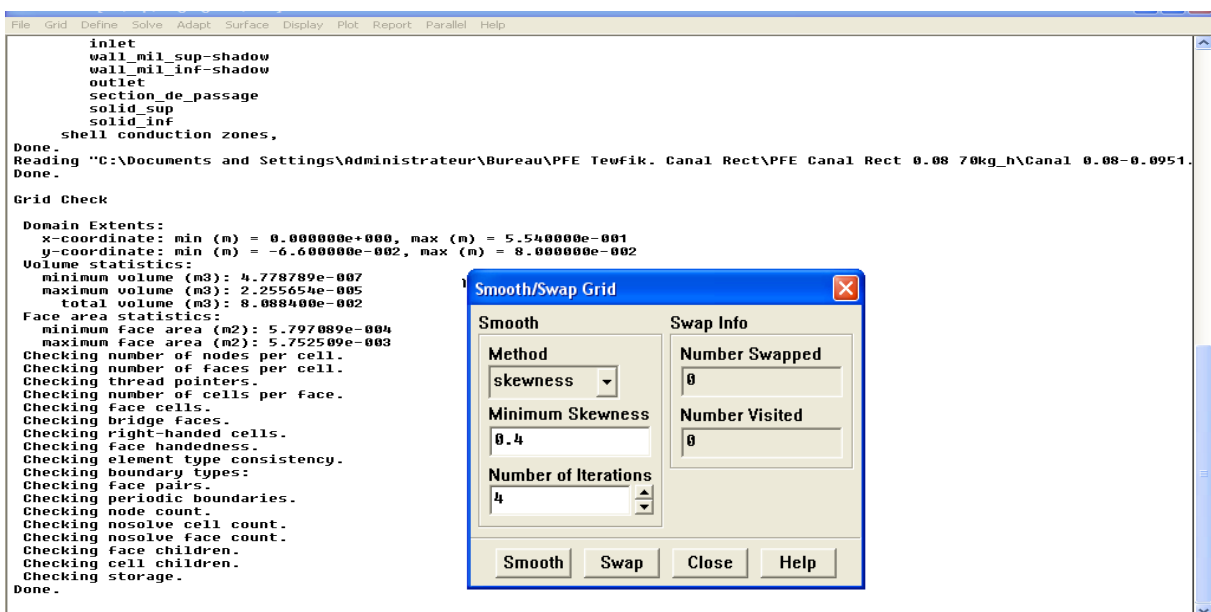 File Grid Define Solve Adapt Surface Display Plot Report Parallel Help
inlet
wall_mil_sup-shadow
wall_mil_inf-shadow
outlet
section_de_passage
solid_sup
solid_inf
shell conduction zones,
Done.
Reading "C:\Documents and Settings\Administrateur\Bureau\PFE Tewfik. Canal Rect\PFE Canal Rect 0.08 70kg_h\Canal 0.08-0.0951.
Done.
Grid Check
Domain Extents:
x-coordinate: min (m) = 0.000000e+000, max (m) = 5.540000e-001
y-coordinate: min (m) = -6.600000e-002, max (m) = 8.000000e-002
Volume statistics:
minimum volume (m3): 4.778789e-007
maximum volume (m3): 2.255654e-005
total volume (m3): 8.088400e-002
Face area statistics:
minimum face area (m2): 5.797089e-004
maximum face area (m2): 5.752509e-003
Checking number of nodes per cell.
Checking number of faces per cell.
Checking thread pointers.
Checking number of cells per face.
Checking face cells.
Checking bridge faces.
Checking right-handed cells.
Checking face handedness.
Checking element type consistency.
Checking boundary types:
Checking face pairs.
Checking periodic boundaries.
Checking node count.
Checking nosolve cell count.
Checking nosolve face count.
Checking face children.
Checking cell children.
Checking storage.
Done.
Smooth/Swap Grid
Smooth
Method
skewness
Minimum Skewness
0.4
Number of Iterations
4
Swap Info
Number Swapped
0
Number Visited
0
Smooth Swap Close Help